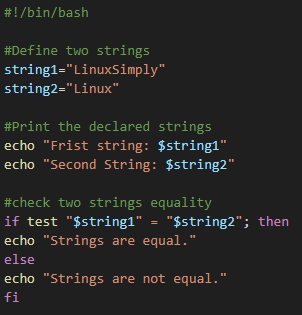 #!/bin/bash
#Define two strings
string1="LinuxSimply"
string2="Linux"
#Print the declared strings
echo "Frist string: $string1"
echo "Second String: $string2"
#check two strings equality
if test "$string1" = "$string2"; then
echo "Strings are equal."
else
echo "Strings are not equal."
fi